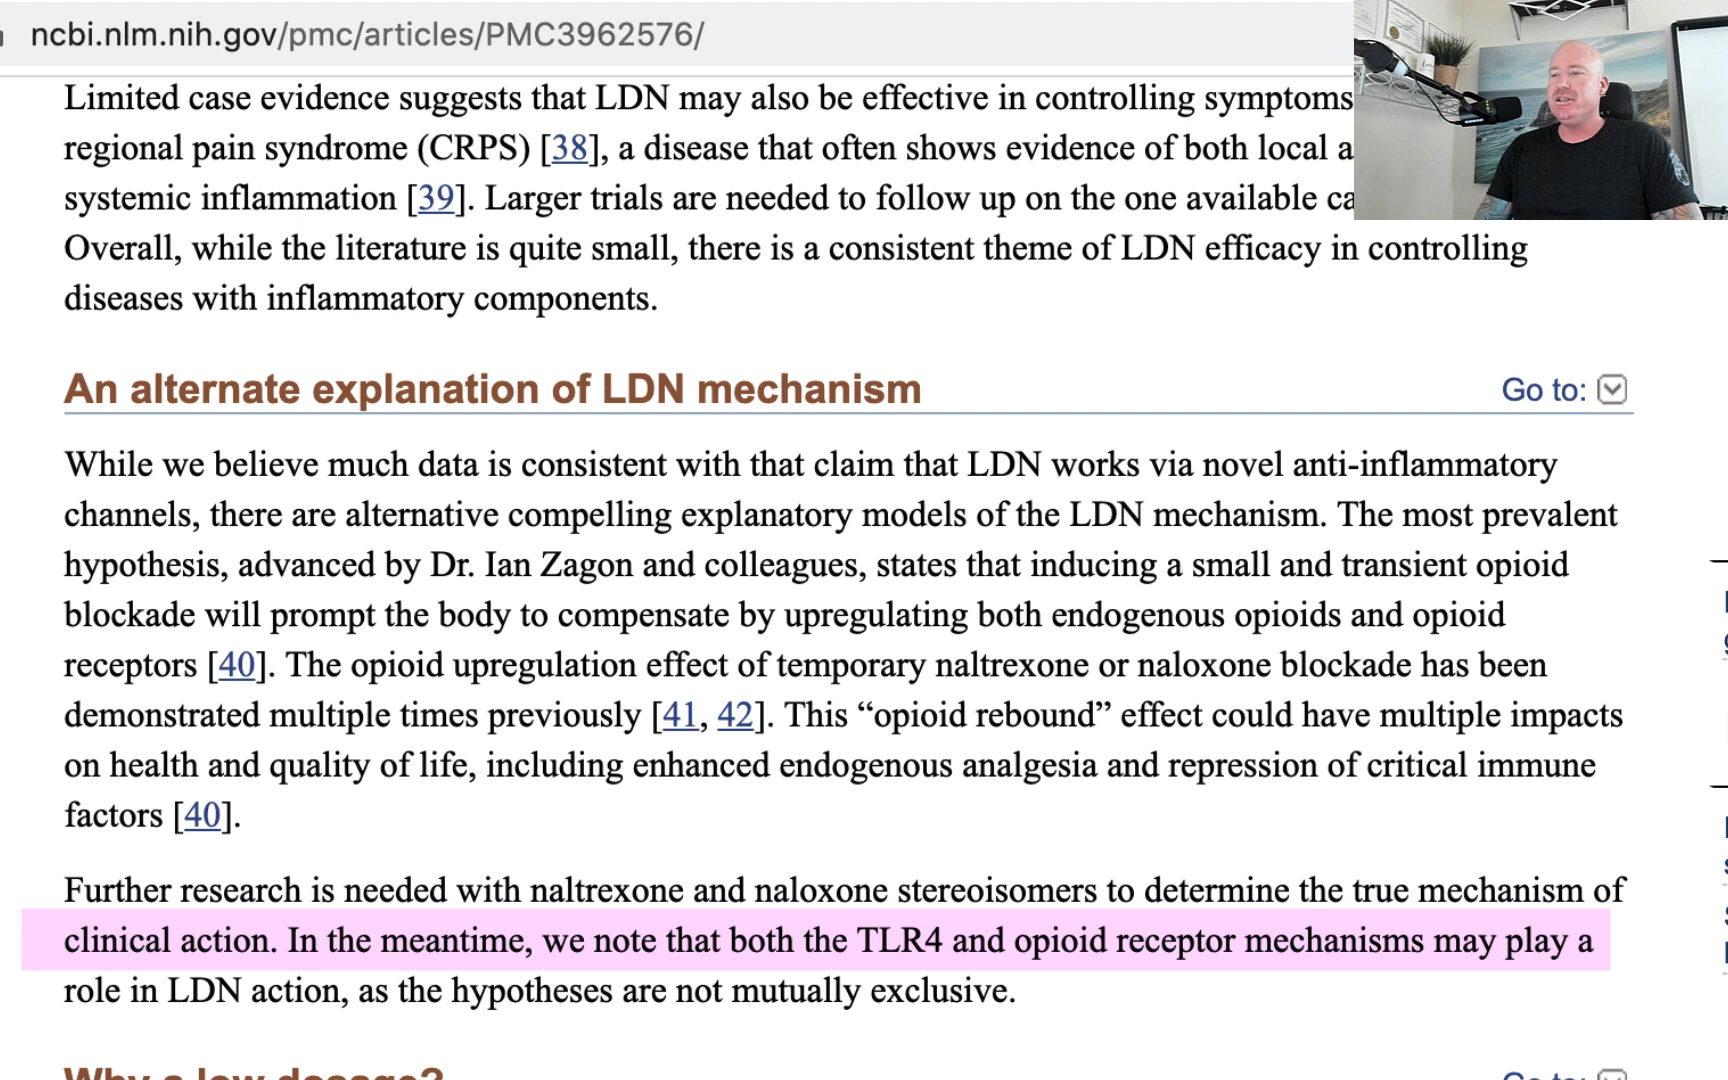 ncbi.nlm.nih.gov/pmc/articles/PMC3962576/
Limited case evidence suggests that LDN may also be effective in controlling symptoms
regional pain syndrome (CRPS) [38], a disease that often shows evidence of both local a
systemic inflammation [39]. Larger trials are needed to follow up on the one available ca
Overall, while the literature is quite small, there is a consistent theme of LDN efficacy in controlling
diseases with inflammatory components.
An alternate explanation of LDN mechanism
Go to:
While we believe much data is consistent with that claim that LDN works via novel anti-inflammatory
channels, there are alternative compelling explanatory models of the LDN mechanism. The most prevalent
hypothesis, advanced by Dr. Ian Zagon and colleagues, states that inducing a small and transient opioid
blockade will prompt the body to compensate by upregulating both endogenous opioids and opioid
receptors [40]. The opioid upregulation effect of temporary naltrexone or naloxone blockade has been
demonstrated multiple times previously [41, 42]. This “opioid rebound” effect could have multiple impacts
on health and quality of life, including enhanced endogenous analgesia and repression of critical immune
factors [40].
Further research is needed with naltrexone and naloxone stereoisomers to determine the true mechanism of
clinical action. In the meantime, we note that both the TLR4 and opioid receptor mechanisms may play a
role in LDN action, as the hypotheses are not mutually exclusive.
Why a low dosage?
Go to: